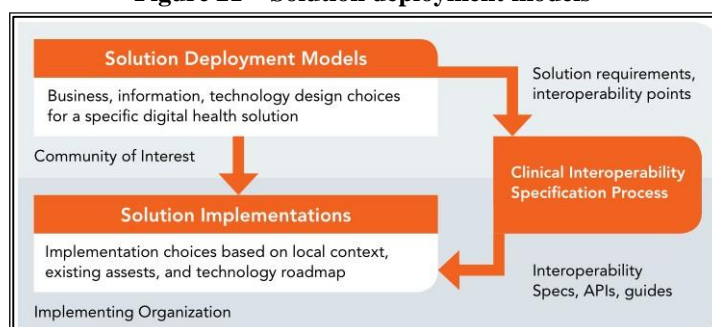 Figure – Solution deployment models
Solution Deployment Models
Business, information, technology design choices
for a specific digital health solution
Community of Interest
Solution requirements,
interoperability points
Clinical Interoperability
Specification Process
Solution Implementations
Implementation choices based on local context,
existing assests, and technology roadmap
Interoperability
Specs, APIs, guides
Implementing Organization